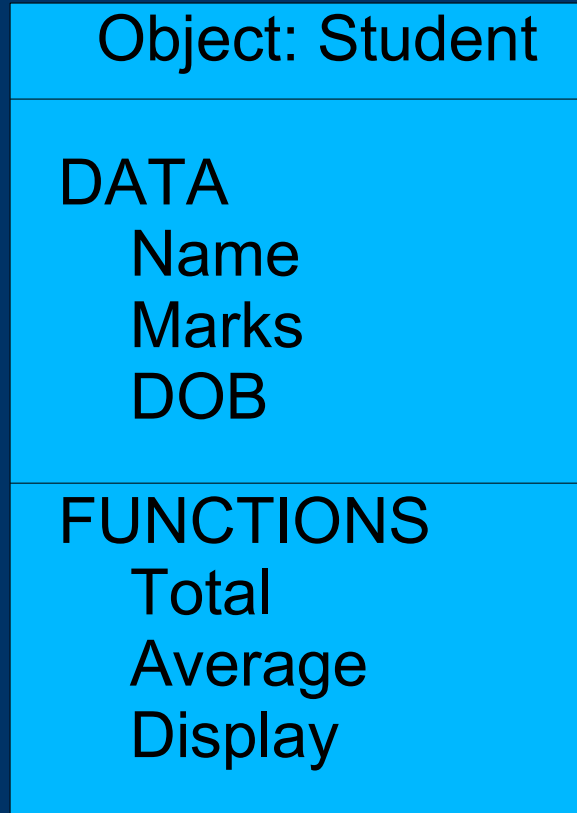 Object: Student
DATA
Name
Marks
DOB
FUNCTIONS
Total
Average
Display